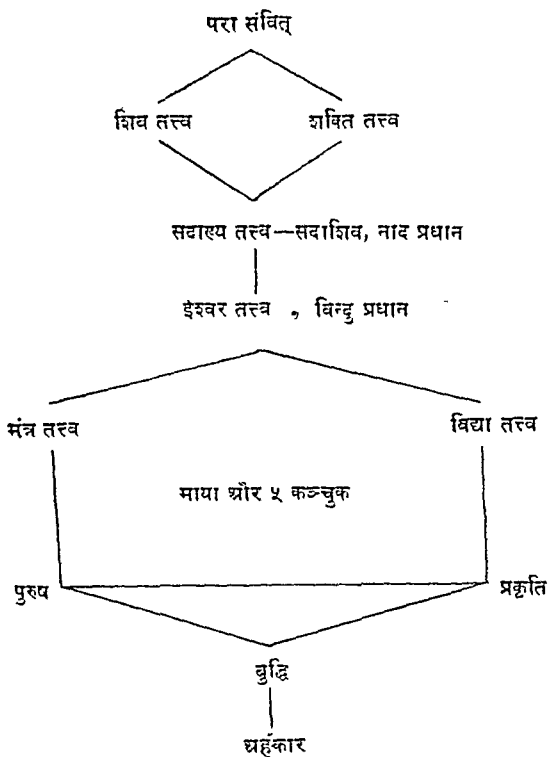 परा संवित्
शिव तत्त्व शक्ति तत्त्व
सदाख्य तत्त्व—सदाशिव, नाद प्रधान
ईश्वर तत्त्व , बिन्दु प्रधान
मंत्र तत्त्व विद्या तत्त्व
माया और ५ कञ्चुक
पुरुष प्रकृति
बुद्धि
अहंकार